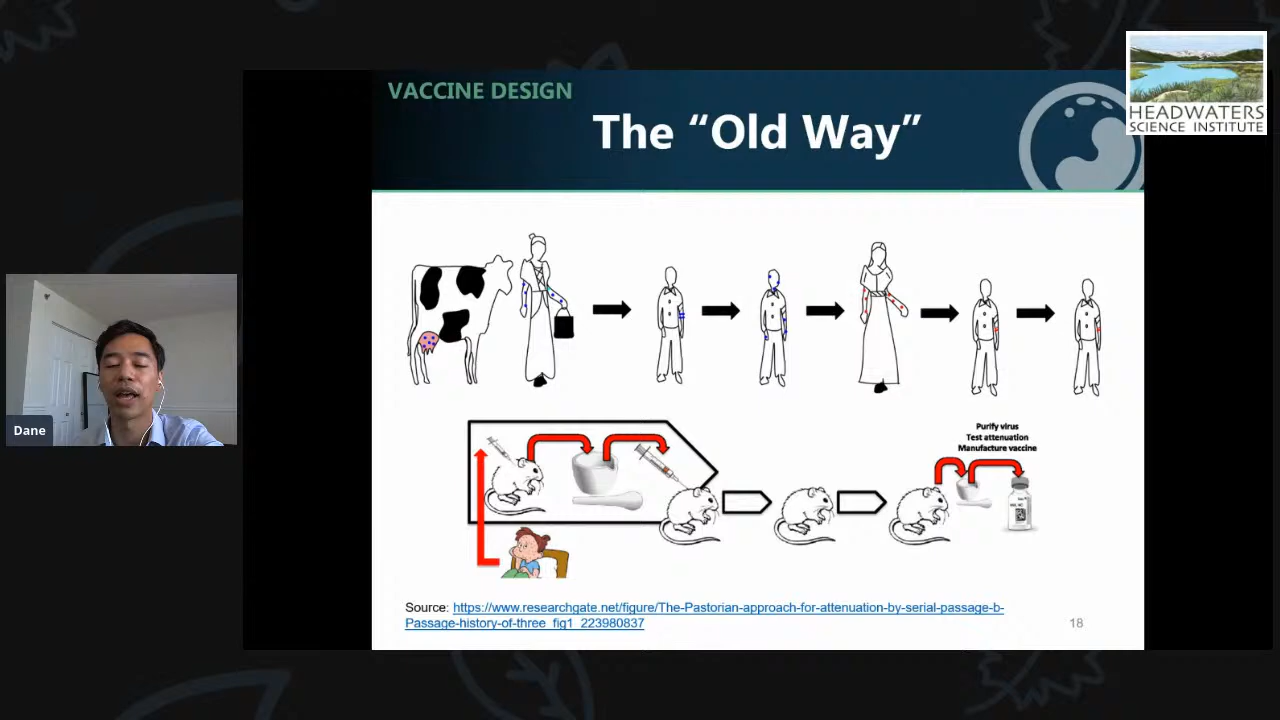 VACCINE DESIGN
The “Old Way”
HEADWATERS
SCIENCE INSTITUTE
Dane
Purify virus
Test attenuation
Manufacture vaccine
Source: https://www.researchgate.net/figure/The-Pastorian-approach-for-attenuation-by-serial-passage-b-
Passage-history-of-three_fig1_223980837
18